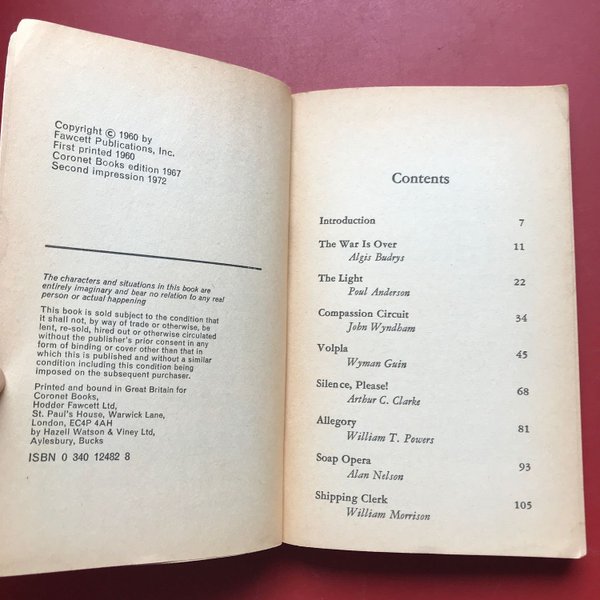 Copyright © 1960 by
Fawcett Publications, Inc.
First printed 1960
Coronet Books edition 1967
Second impression 1972
The characters and situations in this book are
entirely imaginary and bear no relation to any real
person or actual happening
This book is sold subject to the condition that
it shall not, by way of trade or otherwise, be
lent, re-sold, hired out or otherwise circulated
without the publisher's prior consent in any
form of binding or cover other than that in
which this is published and without a similar
condition including this condition being
imposed on the subsequent purchaser.
Printed and bound in Great Britain for
Coronet Books,
Hodder Fawcett Ltd,
St. Paul's House, Warwick Lane,
London, EC4P 4AH
by Hazell Watson & Viney Ltd,
Aylesbury, Bucks
ISBN 0 340 12482 8
Contents
Introduction 7
The War Is Over 11
Algis Budrys
The Light 22
Poul Anderson
Compassion Circuit 34
John Wyndham
Volpla 45
Wyman Guin
Silence, Please! 68
Arthur C. Clarke
Allegory 81
William T. Powers
Soap Opera 93
Alan Nelson
Shipping Clerk 105
William Morrison